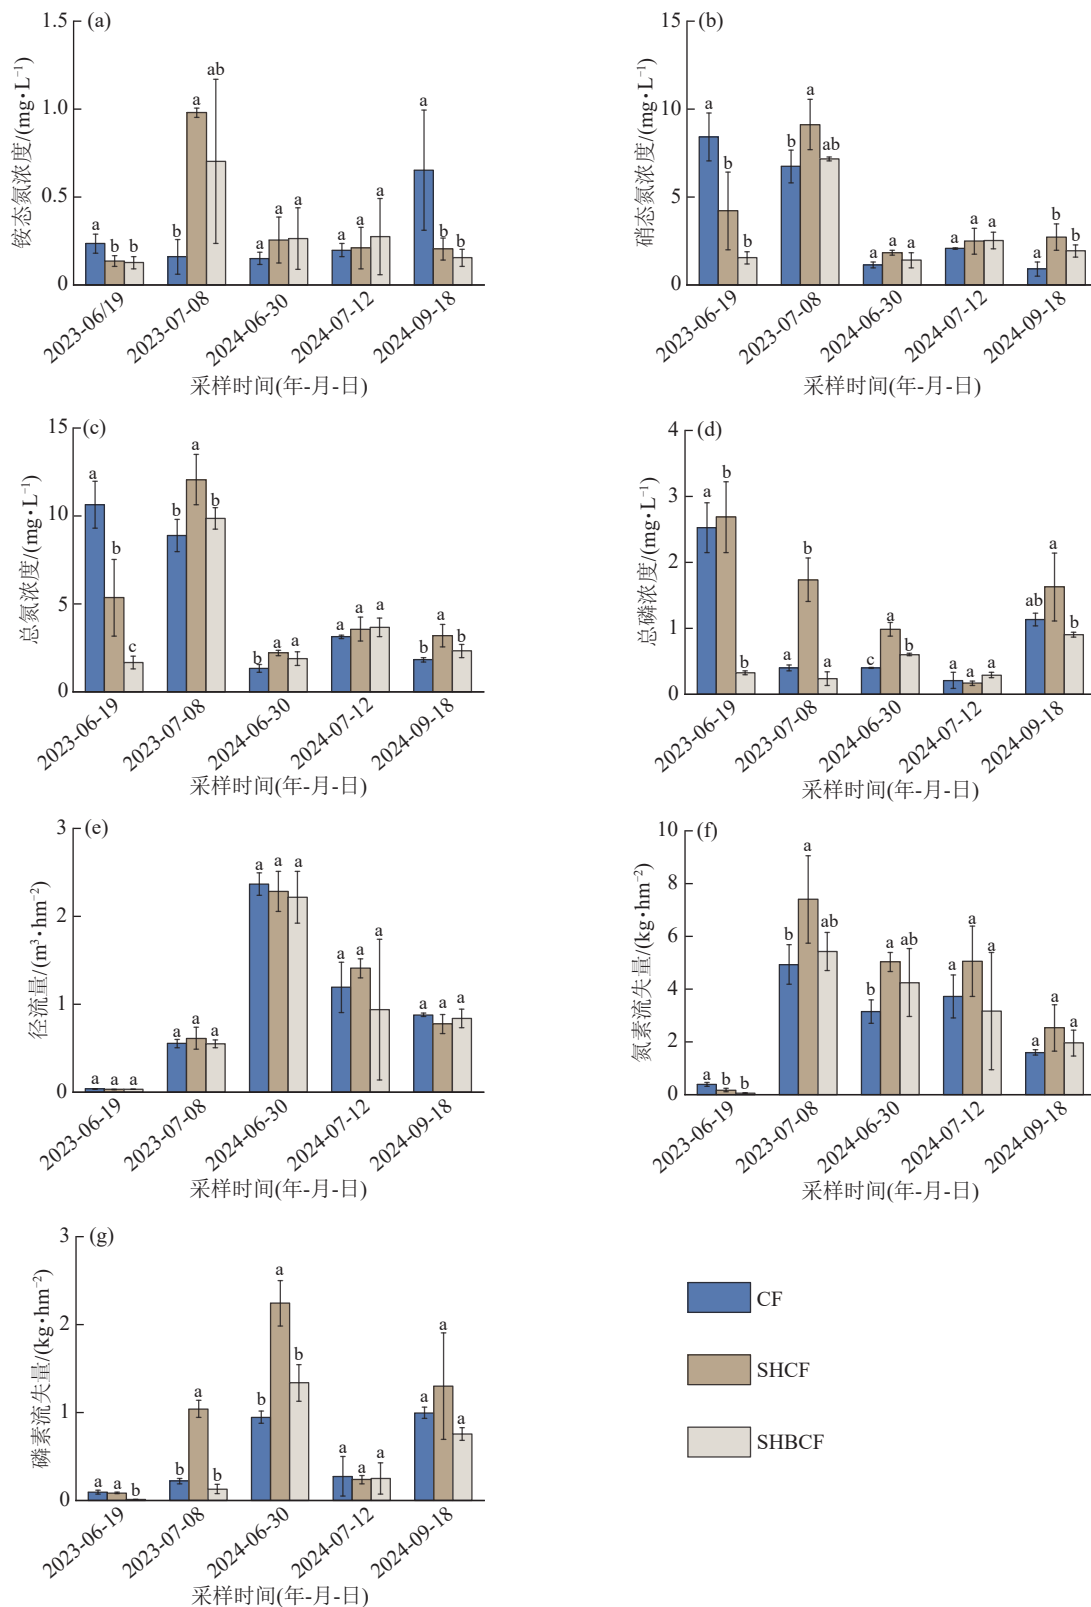 (a)
铵态氮浓度/(mg•L⁻¹)
1.5
1.0
0.5
0
a b b
b a ab
a a a
a a a
a b b
2023-06/19 2023-07-08 2024-06-30 2024-07-12 2024-09-18
采样时间(年-月-日)
(b)
硝态氮浓度/(mg•L⁻¹)
15
10
5
0
a b b
b a ab
a a a
a a a
a b a
2023-06-19 2023-07-08 2024-06-30 2024-07-12 2024-09-18
采样时间(年-月-日)
(c)
总氮浓度/(mg•L⁻¹)
15
10
5
0
a b c
b a b
b a a
a a a
b a b
2023-06-19 2023-07-08 2024-06-30 2024-07-12 2024-09-18
采样时间(年-月-日)
(d)
总磷浓度/(mg•L⁻¹)
4
3
2
1
0
a b b
a b a
c a b
a a a
ab a b
2023-06-19 2023-07-08 2024-06-30 2024-07-12 2024-09-18
采样时间(年-月-日)
(e)
径流量/(m³•hm⁻²)
3
2
1
0
a a a
a a a
a a a
a a a
a a a
2023-06-19 2023-07-08 2024-06-30 2024-07-12 2024-09-18
采样时间(年-月-日)
(f)
氮素流失量/(kg•hm⁻²)
10
8
6
4
2
0
a b b
b a ab
b a ab
a a a
a a a
2023-06-19 2023-07-08 2024-06-30 2024-07-12 2024-09-18
采样时间(年-月-日)
(g)
磷素流失量/(kg•hm⁻²)
3
2
1
0
a a b
b a b
b a b
a a a
a a a
2023-06-19 2023-07-08 2024-06-30 2024-07-12 2024-09-18
采样时间(年-月-日)
CF
SHCF
SHBCF